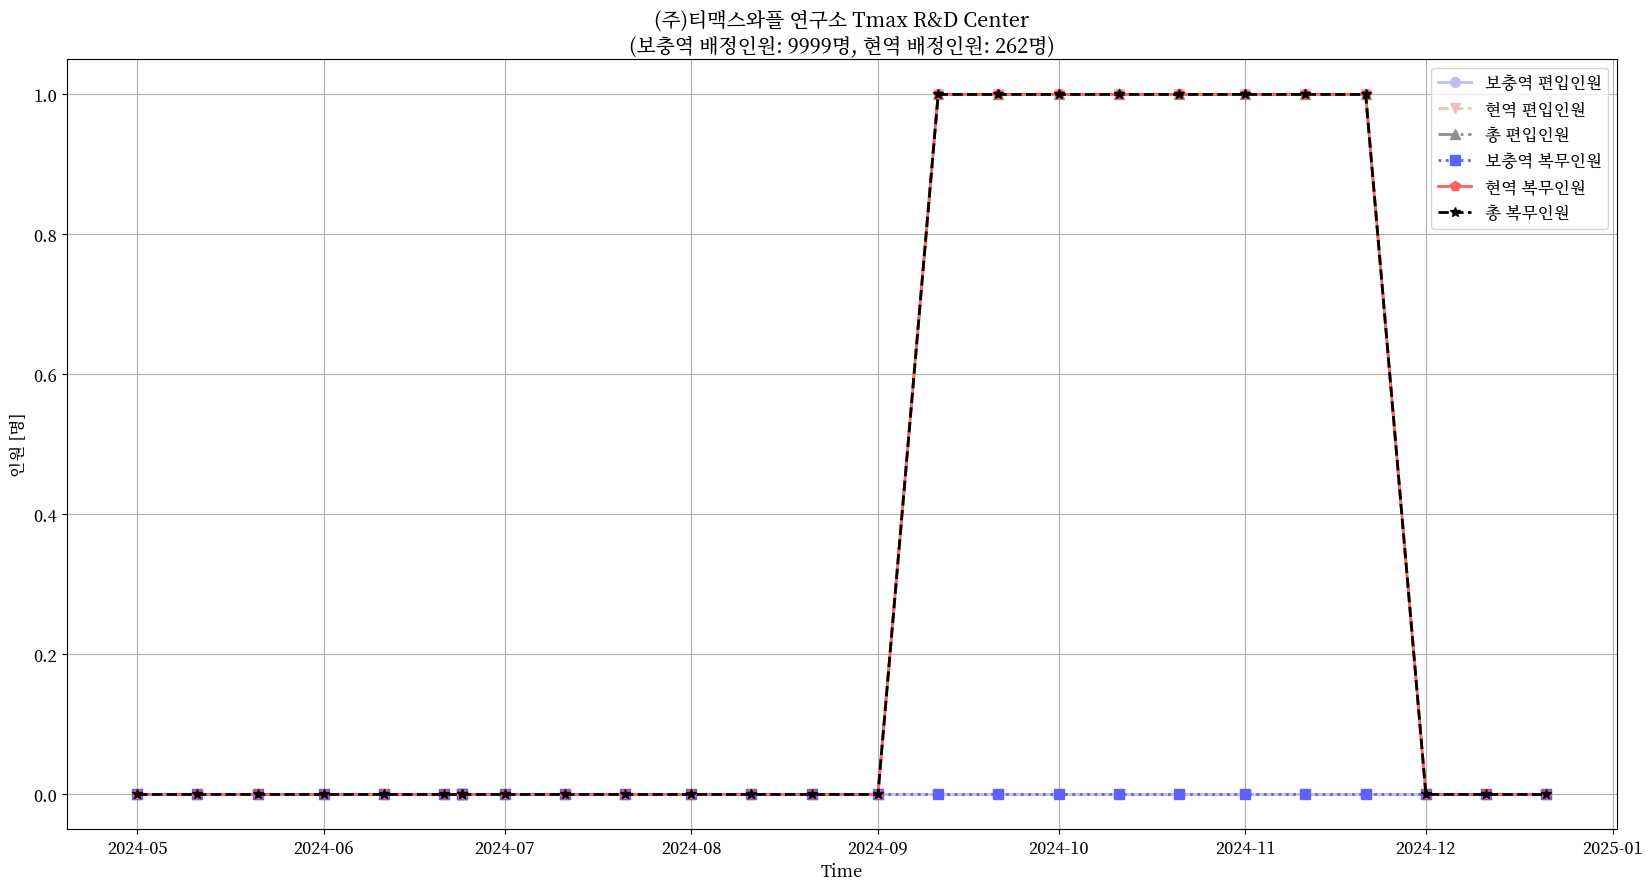 (주)티맥스와플 연구소 Tmax R&D Center
(보충역 배정인원: 9999명, 현역 배정인원: 262명)
보충역 편입인원
현역 편입인원
총 편입인원
보충역 복무인원
현역 복무인원
총 복무인원
인원 [명]
1.0
0.8
0.6
0.4
0.2
0.0
2024-05 2024-06 2024-07 2024-08 2024-09 2024-10 2024-11 2024-12 2025-01
Time